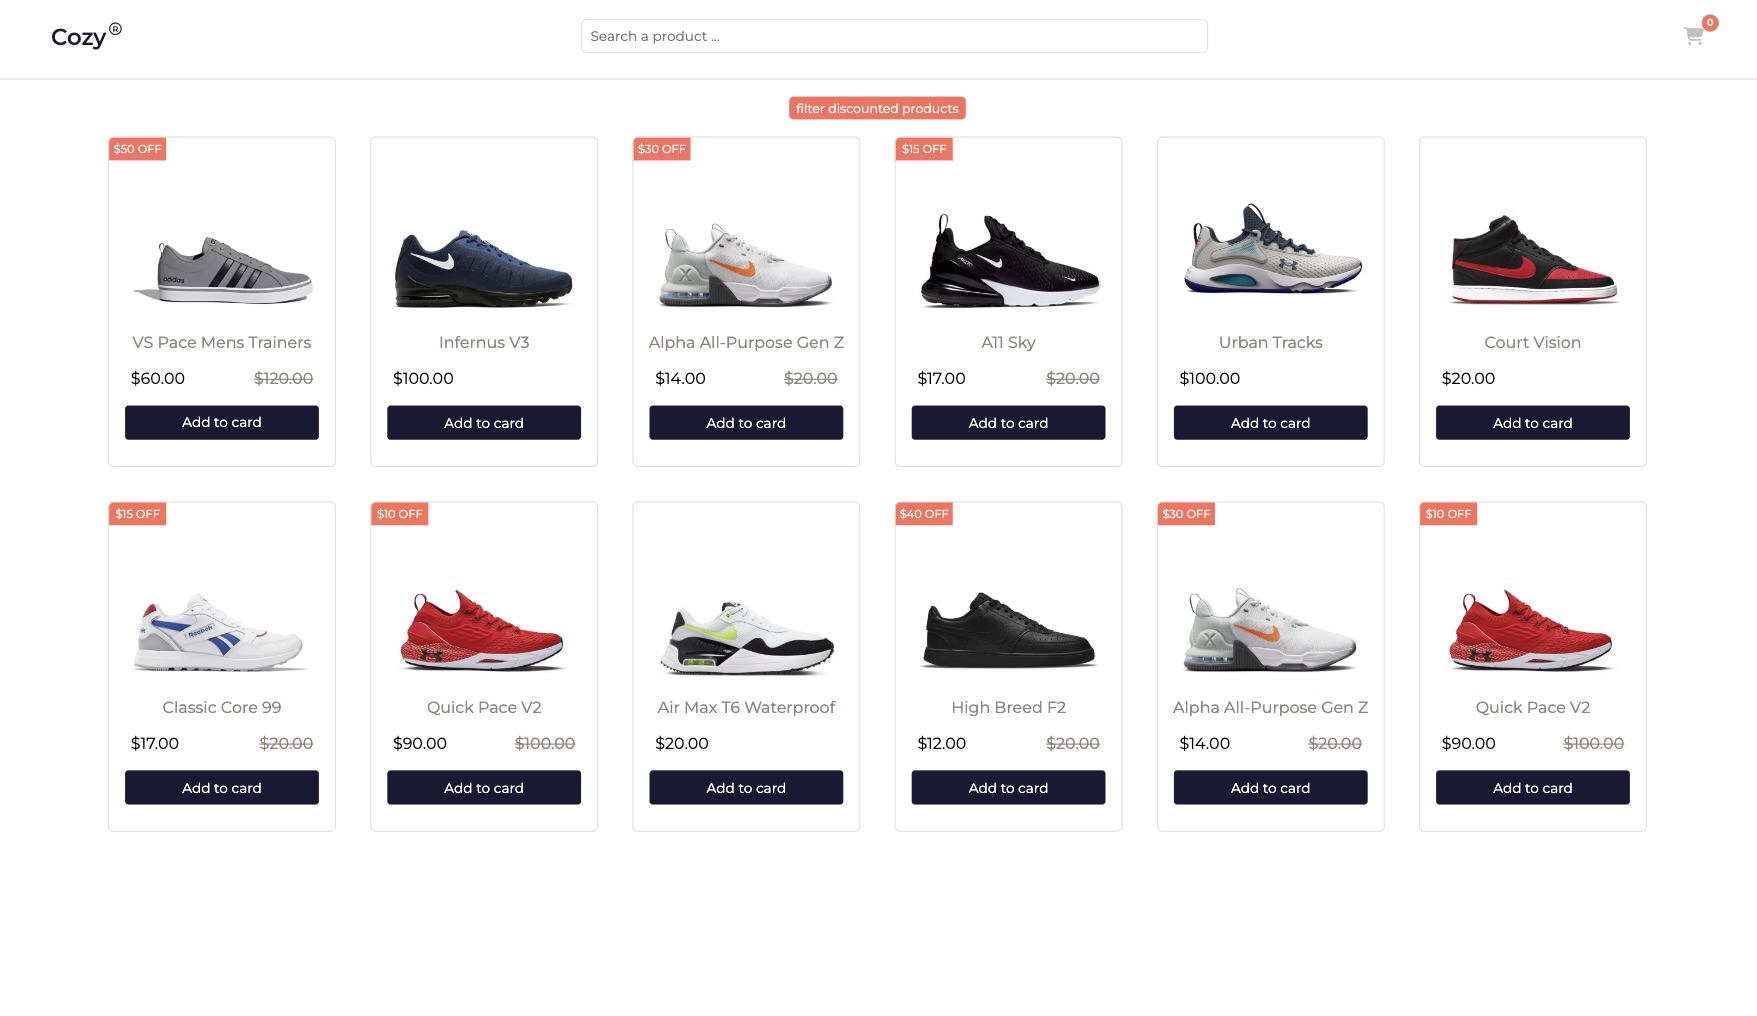 Cozy ®
Search a product ...
0
filter discounted products
$50 OFF
$30 OFF
$15 OFF
adidas
VS Pace Mens Trainers
Infernus V3
Alpha All-Purpose Gen Z
A11 Sky
Urban Tracks
Court Vision
$60.00 $120.00
$100.00
$14.00 $20.00
$17.00 $20.00
$100.00
$20.00
Add to card
Add to card
Add to card
Add to card
Add to card
Add to card
$15 OFF
$10 OFF
$40 OFF
$30 OFF
$10 OFF
Reebok
Classic Core 99
Quick Pace V2
Air Max T6 Waterproof
High Breed F2
Alpha All-Purpose Gen Z
Quick Pace V2
$17.00 $20.00
$90.00 $100.00
$20.00
$12.00 $20.00
$14.00 $20.00
$90.00 $100.00
Add to card
Add to card
Add to card
Add to card
Add to card
Add to card